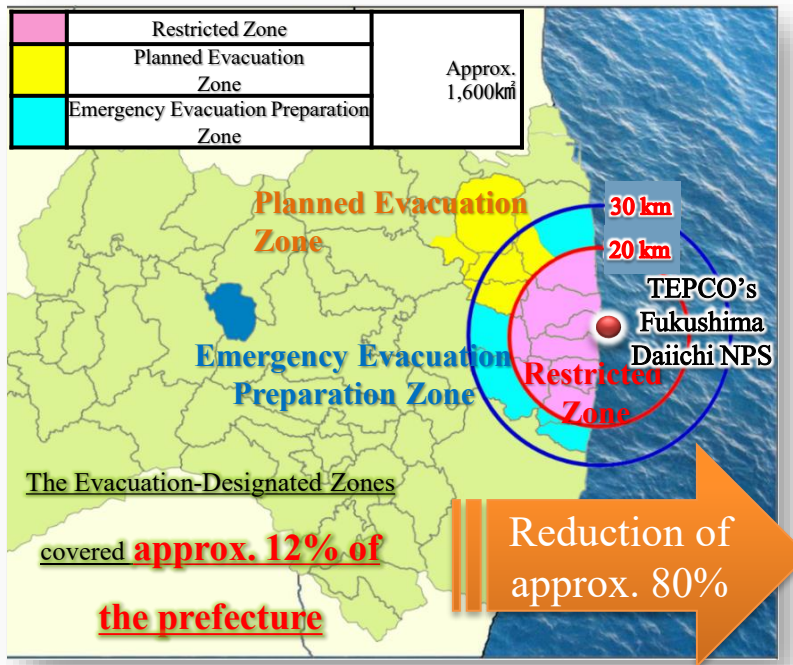 Restricted Zone
Planned Evacuation
Zone
Emergency Evacuation Preparation
Zone
Approx.
1,600㎢
Planned Evacuation
Zone
30 km
20 km
TEPCO's
Fukushima
Daiichi NPS
Emergency Evacuation
Preparation Zone
Restricted
Zone
The Evacuation-Designated Zones
covered approx. 12% of
the prefecture
Reduction of
approx. 80%